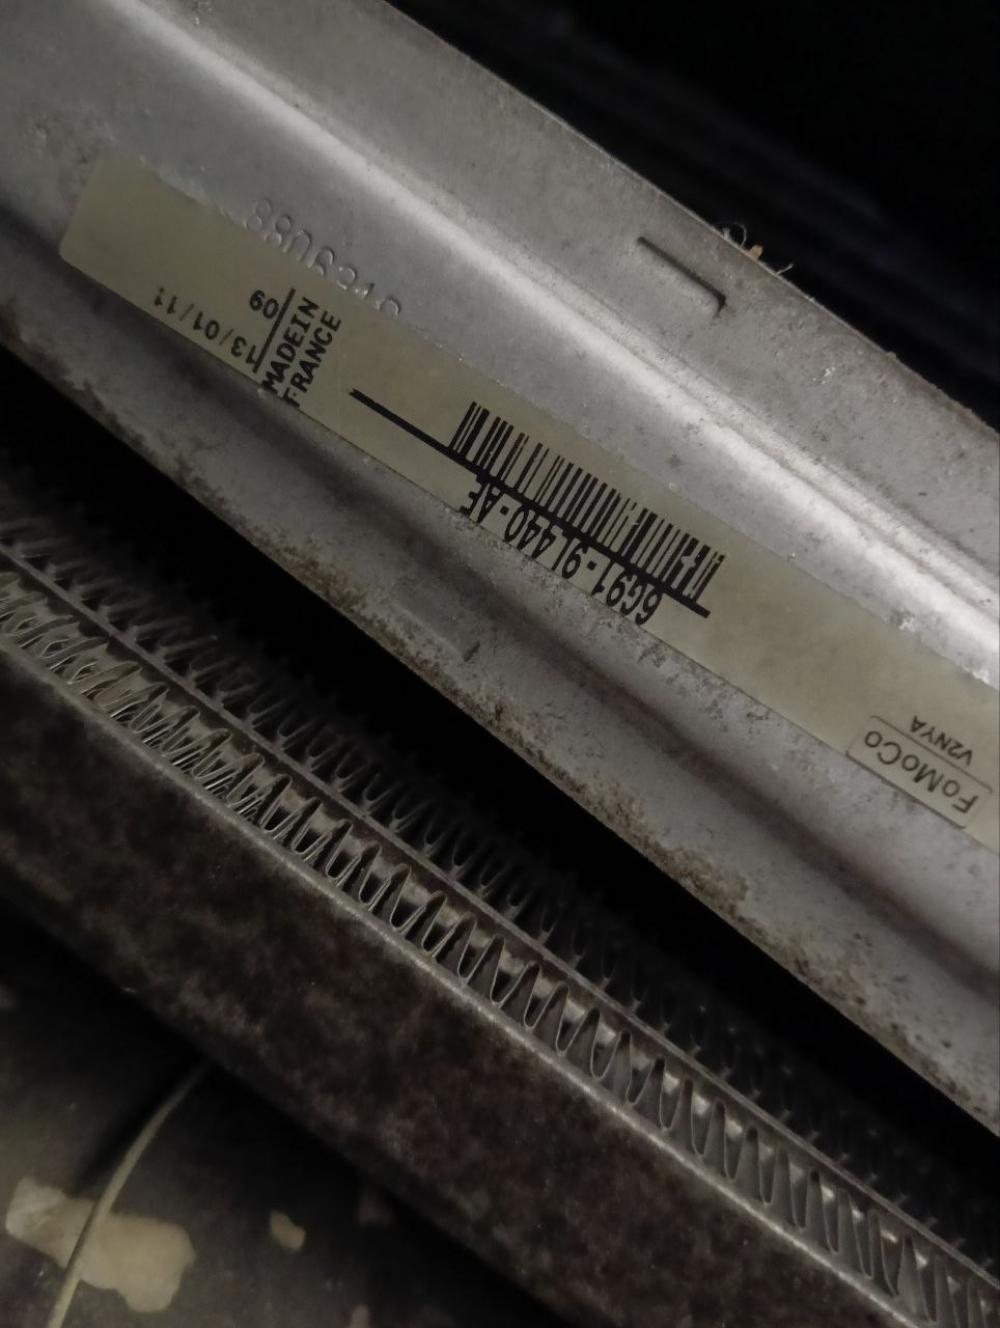 FoMoCo
V2NYA
6G91-9L440-AE
MADE IN
FRANCE
13/01/11
09